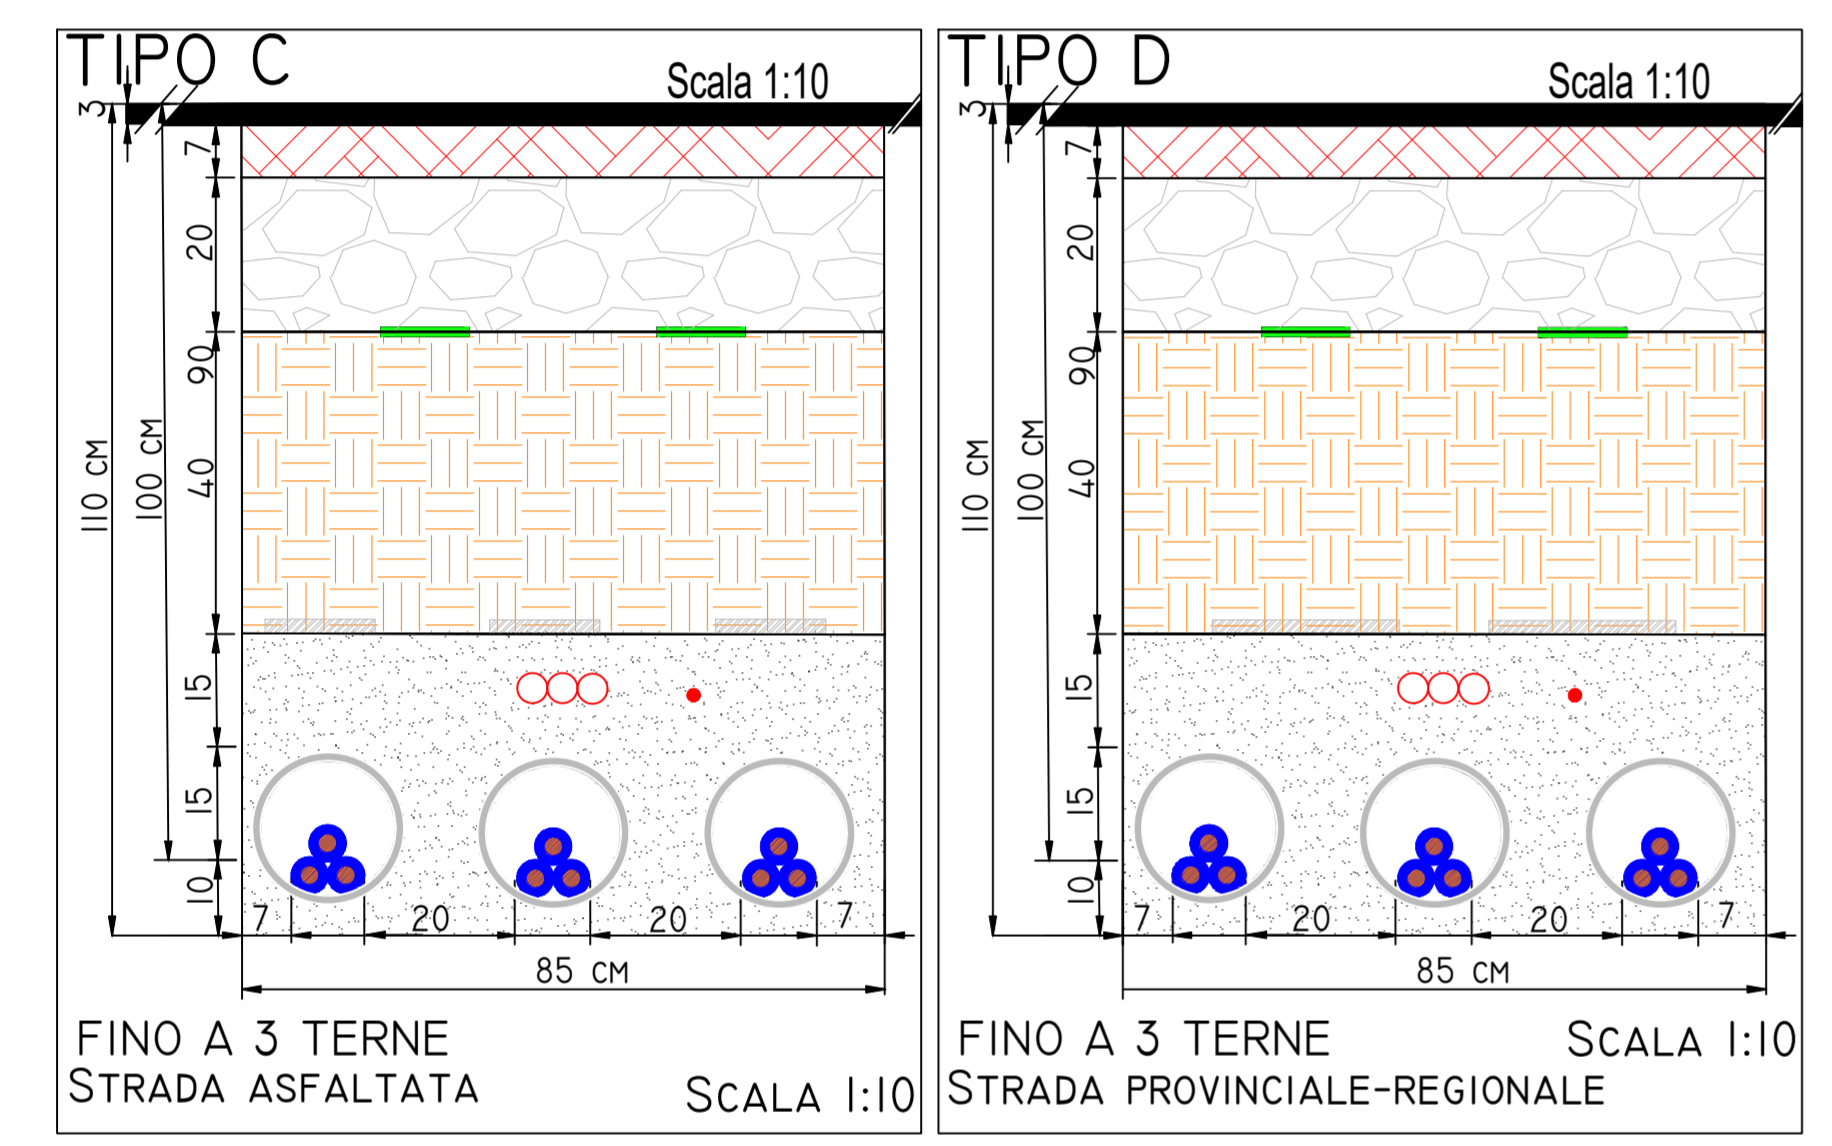 TIPO C
Scala 1:10
3
7
20
90
110 CM
100 CM
40
15
15
10
7
20
20
7
85 CM
FINO A 3 TERNE
STRADA ASFALTATA
SCALA 1:10
TIPO D
Scala 1:10
3
7
20
90
110 CM
100 CM
40
15
15
10
7
20
20
7
85 CM
FINO A 3 TERNE
SCALA 1:10
STRADA PROVINCIALE-REGIONALE